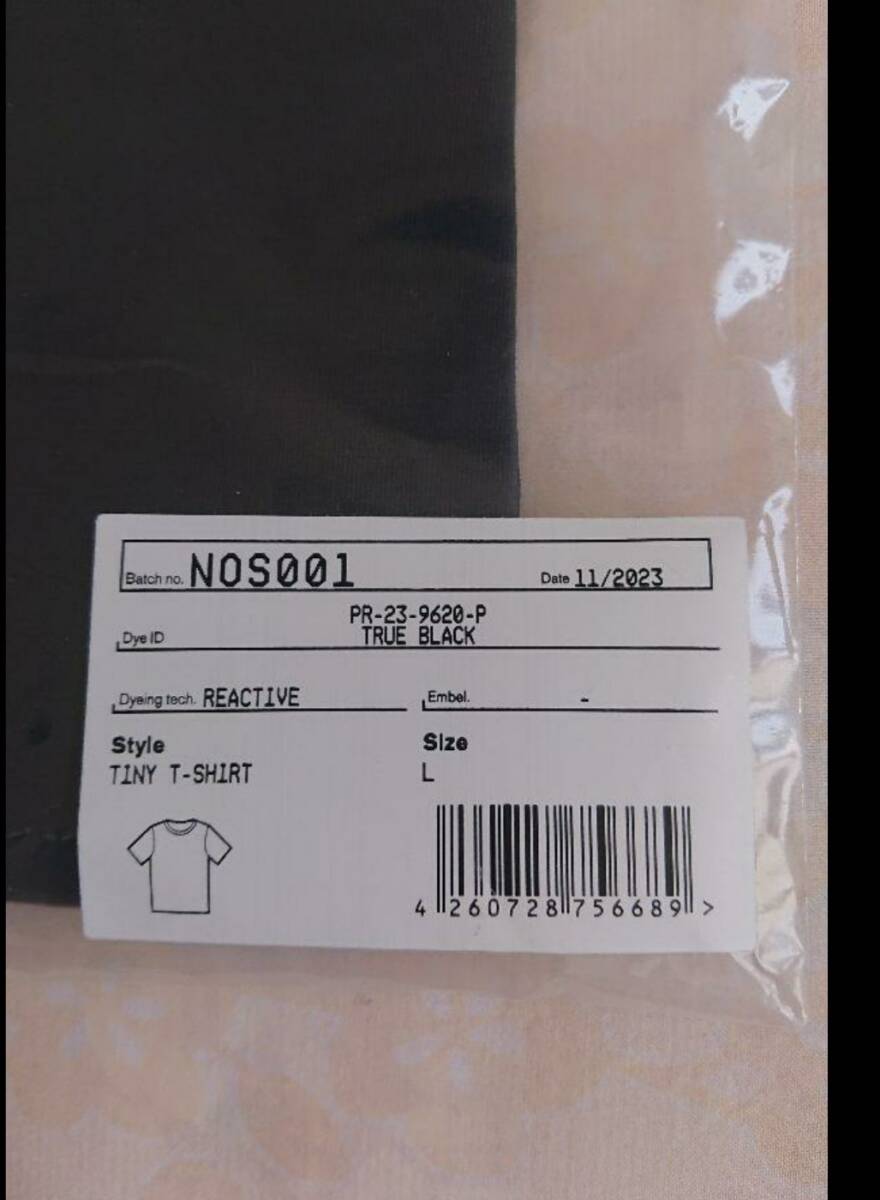 Batch no. NOS001 Date 11/2023
PR-23-9620-P
Dye ID TRUE BLACK
Dyeing tech. REACTIVE Embel. -
Style Size
TINY T-SHIRT L
4 260728 756689 >